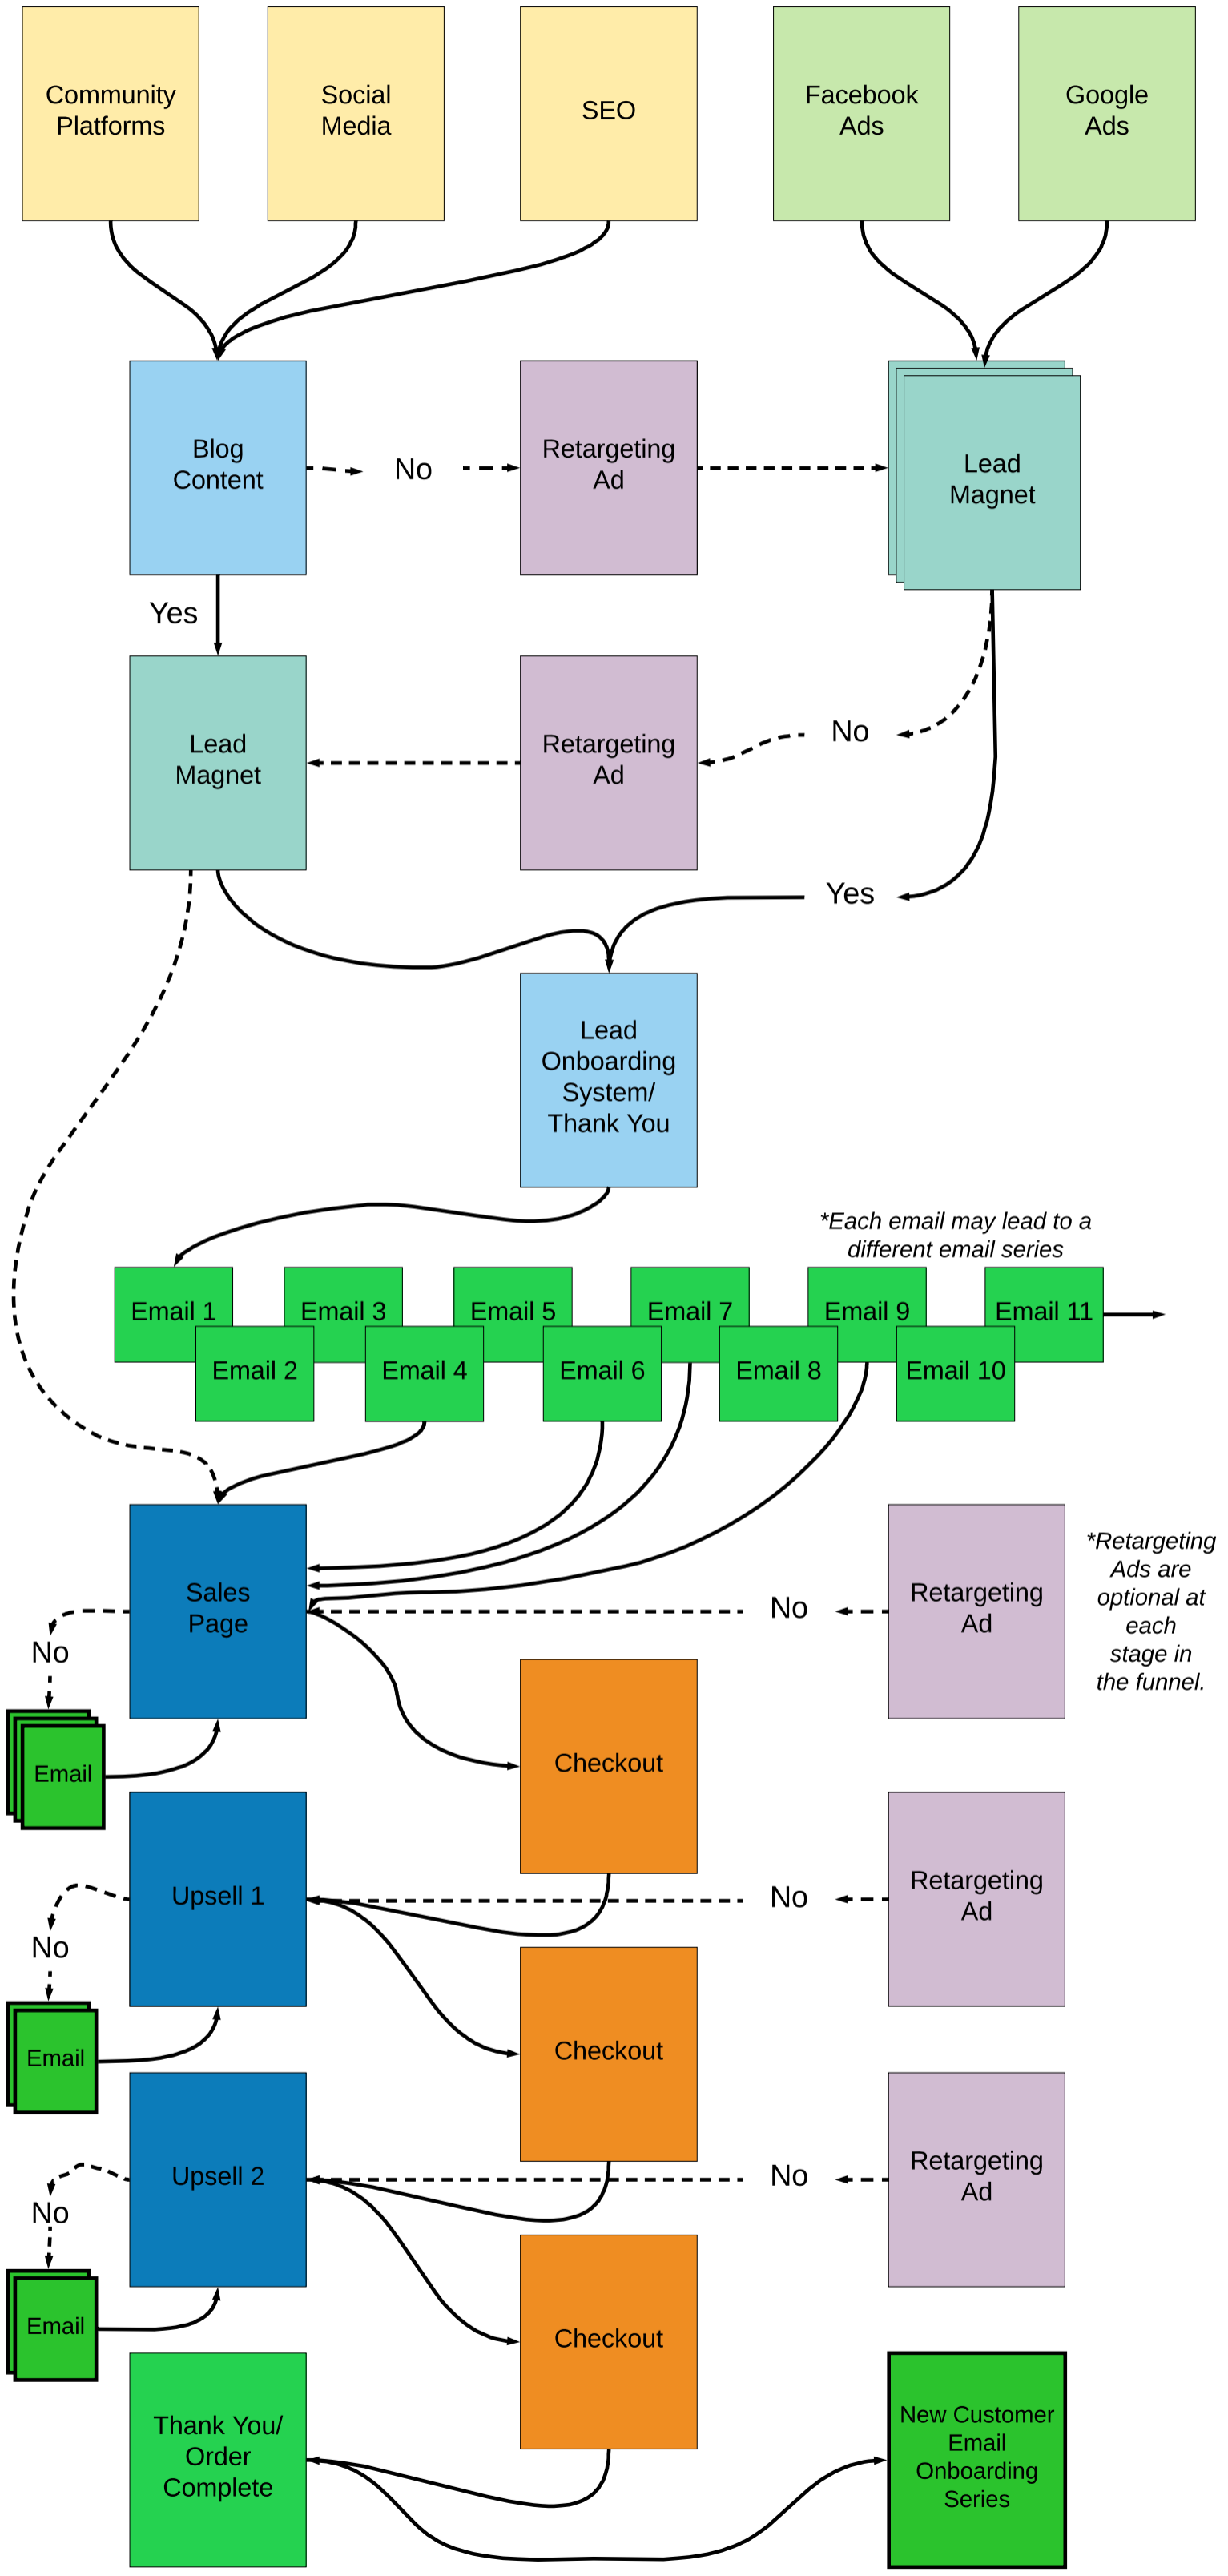 Community
Platforms
Social
Media
SEO
Facebook
Ads
Google
Ads
Blog
Content
No
Retargeting
Ad
Lead
Magnet
Yes
Lead
Magnet
Retargeting
Ad
No
Yes
Lead
Onboarding
System/
Thank You
*Each email may lead to a
different email series
Email 1
Email 3
Email 5
Email 7
Email 9
Email 11
Email 2
Email 4
Email 6
Email 8
Email 10
Sales
Page
No
Retargeting
Ad
*Retargeting
Ads are
optional at
each
stage in
the funnel.
No
Email
Checkout
Upsell 1
No
Retargeting
Ad
No
Email
Checkout
Upsell 2
No
Retargeting
Ad
No
Email
Checkout
Thank You/
Order
Complete
New Customer
Email
Onboarding
Series